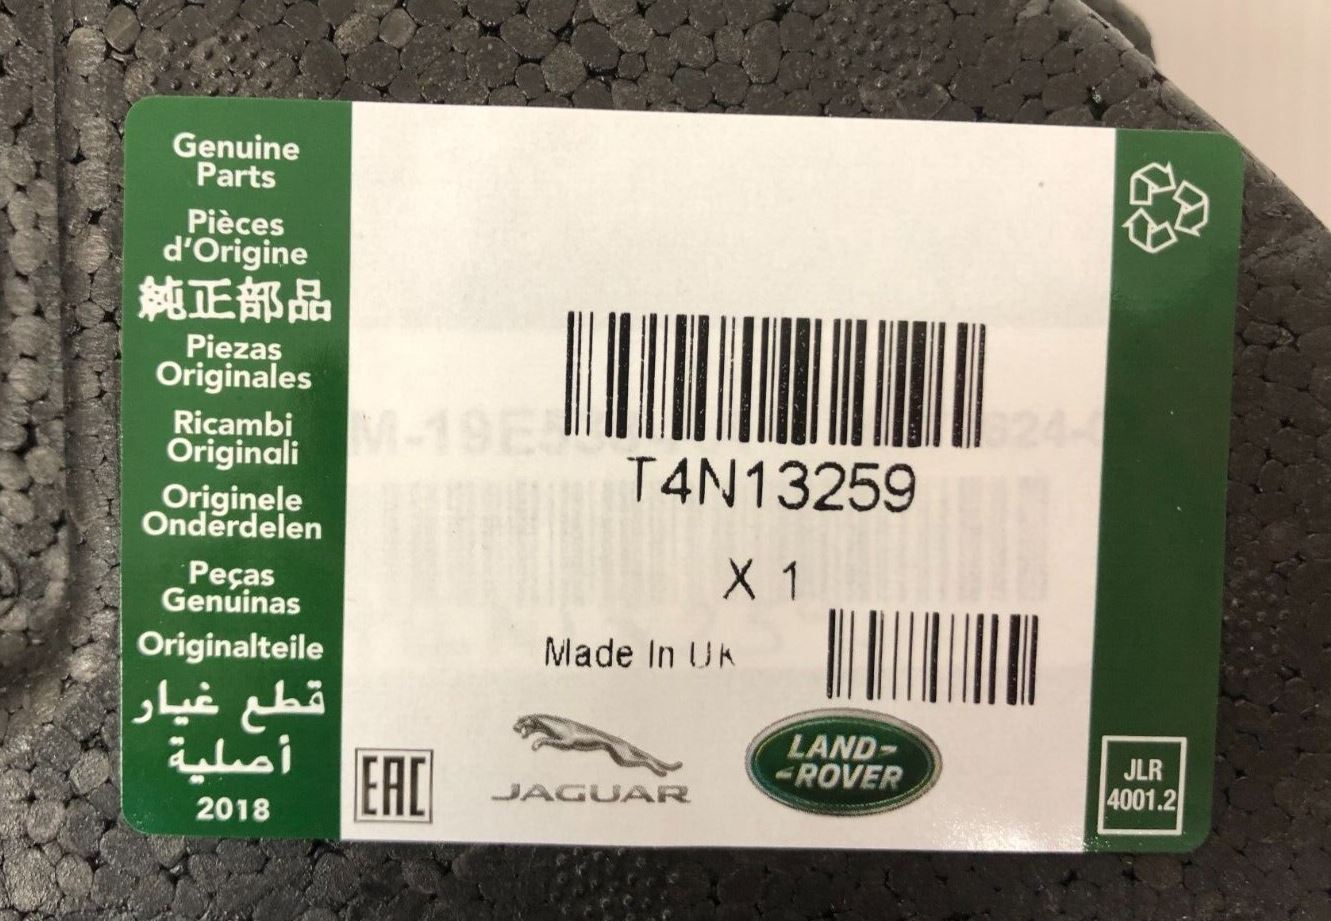 Genuine
Parts
Pièces
d'Origine
純正部品
Piezas
Originales
Ricambi
Originali
Originele
Onderdelen
Peças
Genuinas
Originalteile
قطع غيار
أصلية
2018
T4N13259
X 1
Made In UK
EAC
JAGUAR
LAND-
-ROVER
JLR
4001.2